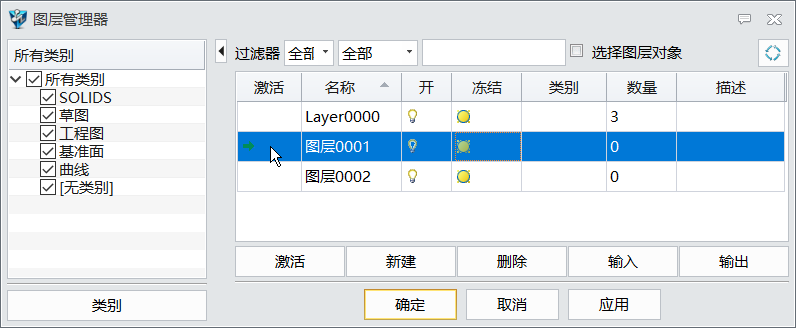 图层管理器
所有类别
所有类别
SOLIDS
草图
工程图
基准面
曲线
[无类别]
类别
过滤器 全部 全部 选择图层对象
激活 名称 开 冻结 类别 数量 描述
Layer0000 3
图层0001 0
图层0002 0
激活 新建 删除 输入 输出
确定 取消 应用